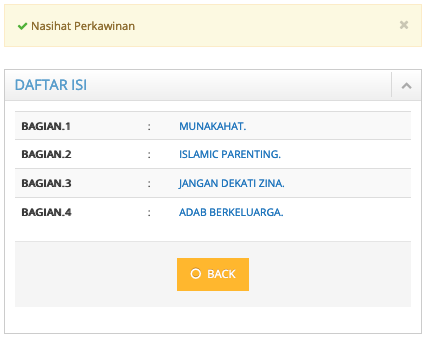 Nasihat Perkawinan
DAFTAR ISI
BAGIAN.1 : MUNAKAHAT.
BAGIAN.2 : ISLAMIC PARENTING.
BAGIAN.3 : JANGAN DEKATI ZINA.
BAGIAN.4 : ADAB BERKELUARGA.
BACK